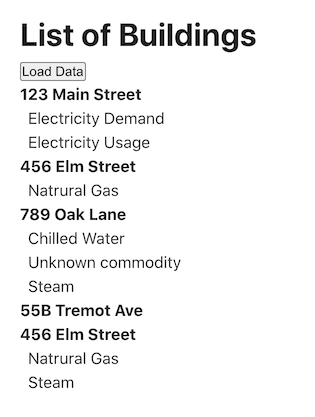 List of Buildings
Load Data
123 Main Street
Electricity Demand
Electricity Usage
456 Elm Street
Natrural Gas
789 Oak Lane
Chilled Water
Unknown commodity
Steam
55B Tremot Ave
456 Elm Street
Natrural Gas
Steam